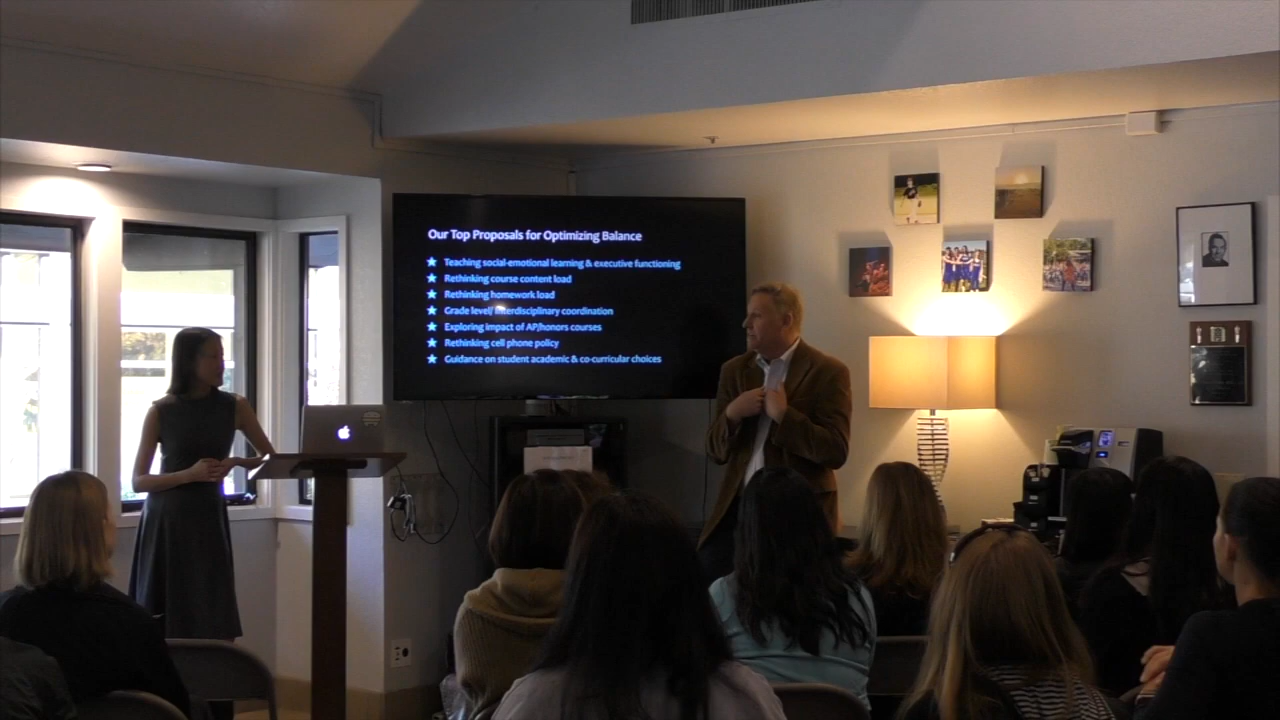 Our Top Proposals for Optimizing Balance
★ Teaching social-emotional learning & executive functioning
★ Rethinking course content load
★ Rethinking homework load
★ Grade level/ interdisciplinary coordination
★ Exploring impact of AP/honors courses
★ Rethinking cell phone policy
★ Guidance on student academic & co-curricular choices